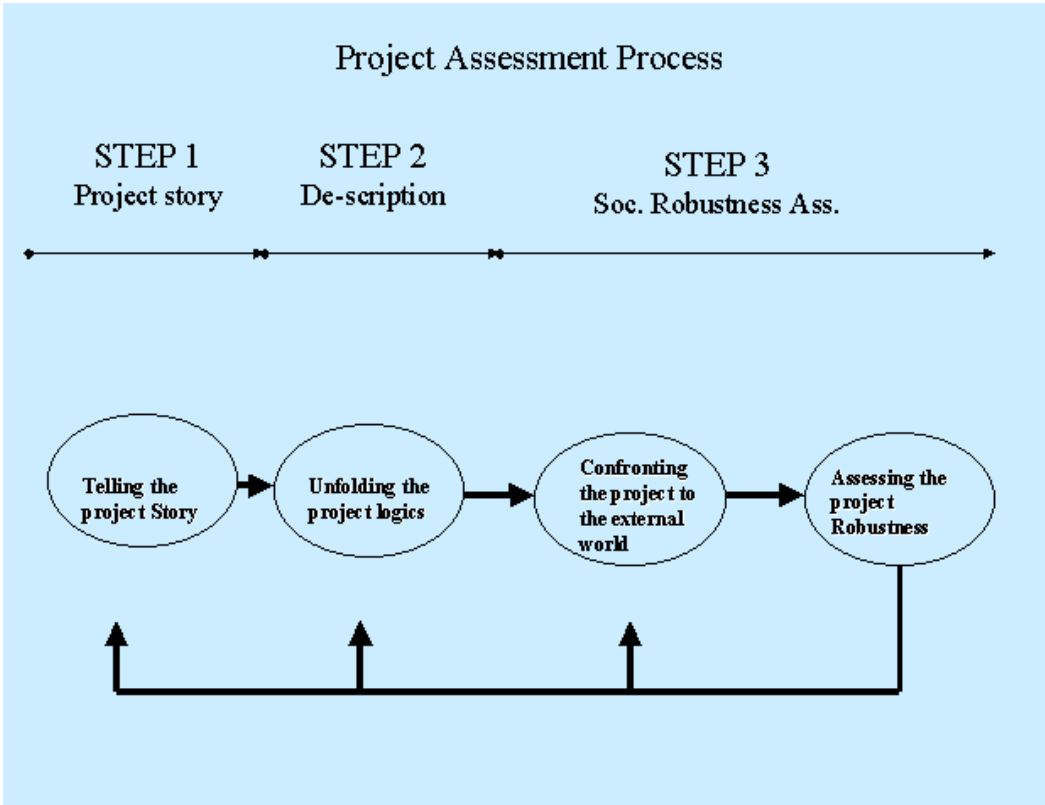 Project Assessment Process
STEP 1
Project story
STEP 2
De-scription
STEP 3
Soc. Robustness Ass.
Telling the
project Story
Unfolding the
project logics
Confronting
the project to
the external
world
Assessing the
project
Robustness